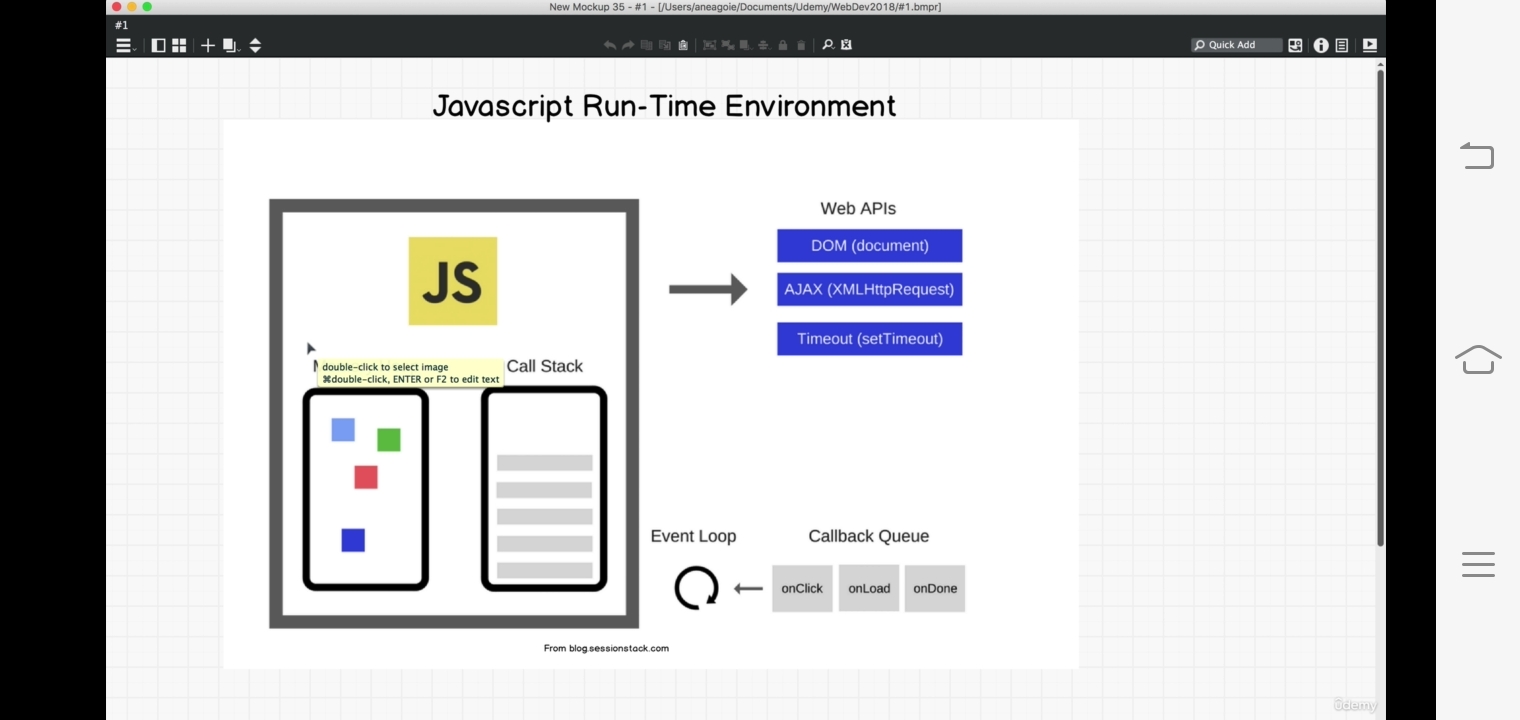 New Mockup 35 - #1 - [/Users/aneagoie/Documents/Udemy/WebDev2018/#1.bmpr]
#1
Quick Add
Javascript Run-Time Environment
Web APIs
DOM (document)
JS
AJAX (XMLHttpRequest)
Timeout (setTimeout)
double-click to select image
⌘double-click, ENTER or F2 to edit text
Call Stack
Event Loop
Callback Queue
onClick
onLoad
onDone
From blog.sessionstack.com
ûdemy